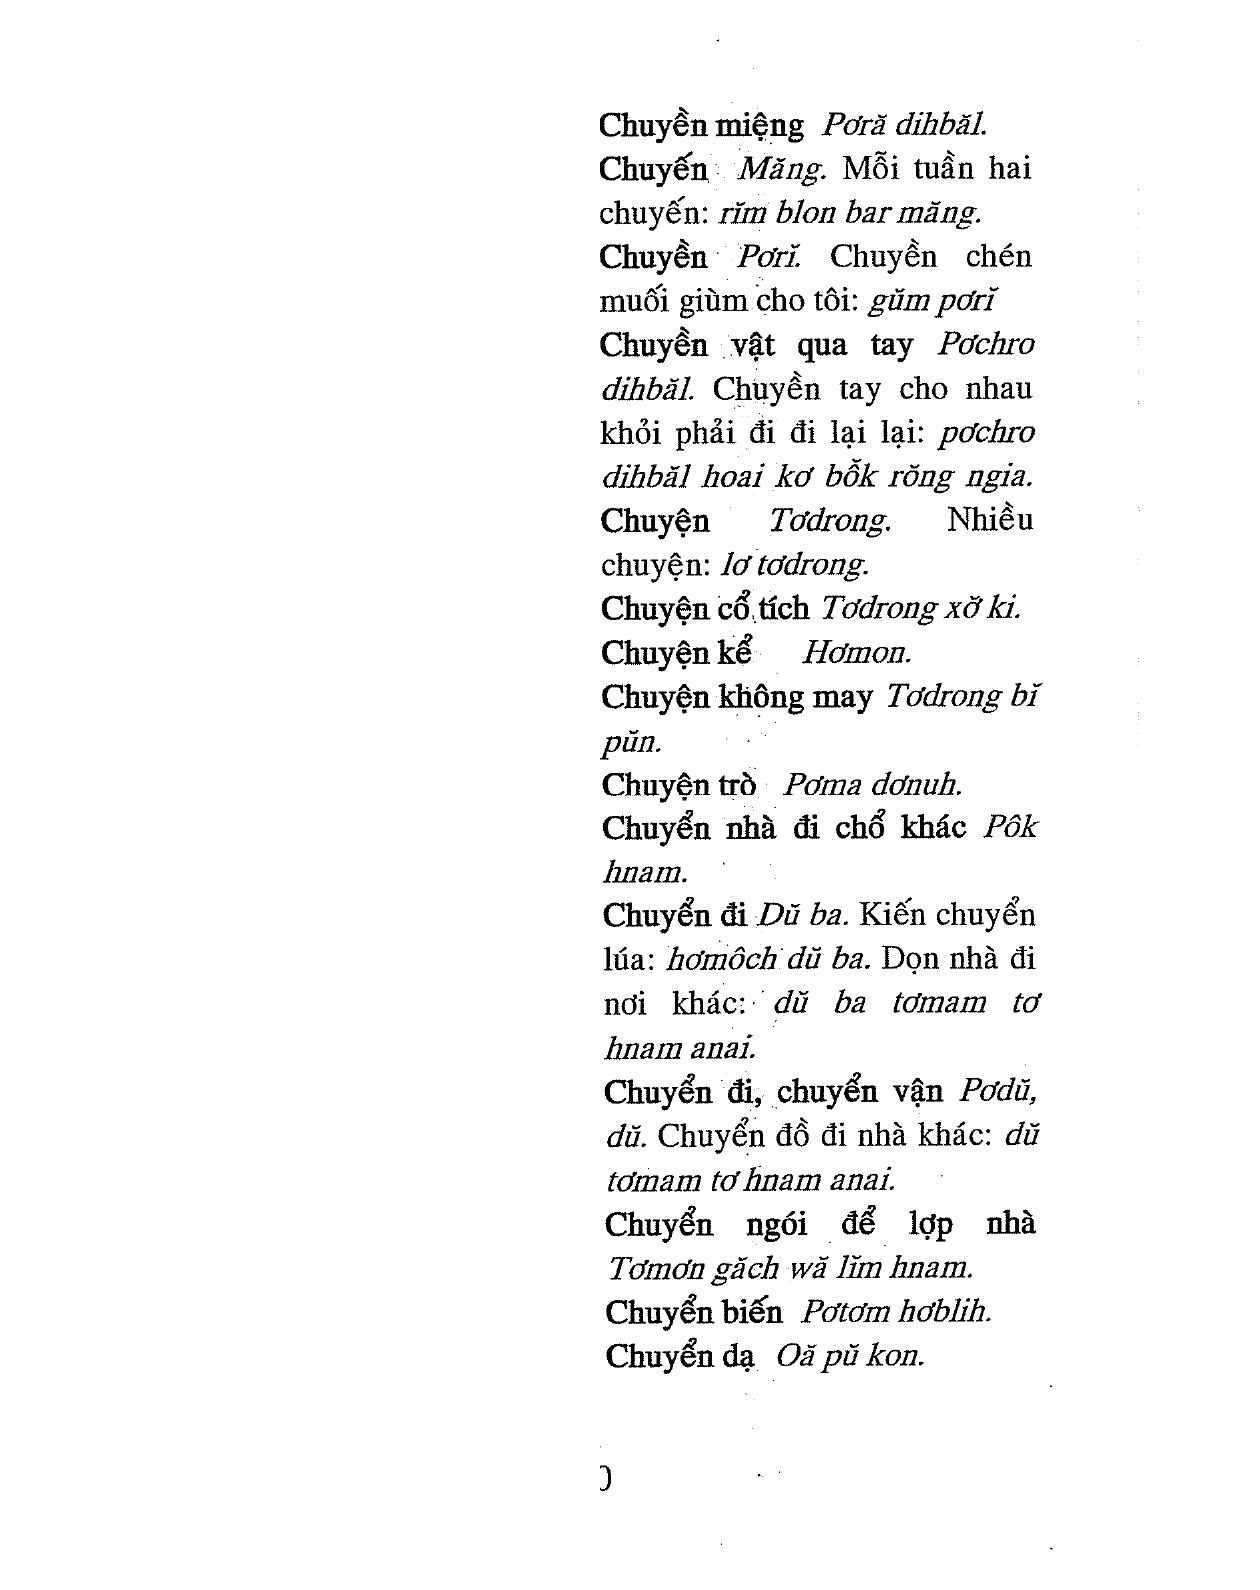 Chuyền miệng Pơră dihbăl.
Chuyến Măng. Mỗi tuần hai
chuyến: rĭm blon bar măng.
Chuyền Pơrĭ. Chuyền chén
muối giùm cho tôi: gŭm pơrĭ
Chuyền vật qua tay Pơchro
dihbăl. Chuyền tay cho nhau
khỏi phải đi đi lại lại: pơchro
dihbăl hoai kơ bô̆k rŏng ngia.
Chuyện Tơdrong. Nhiều
chuyện: lơ tơdrong.
Chuyện cổ tích Tơdrong xơ̆ ki.
Chuyện kể Hơmon.
Chuyện không may Tơdrong bĭ
pŭn.
Chuyện trò Pơma dơnuh.
Chuyển nhà đi chổ khác Pôk
hnam.
Chuyển đi Dŭ ba. Kiến chuyển
lúa: hơmôch dŭ ba. Dọn nhà đi
nơi khác: dŭ ba tơmam tơ
hnam anai.
Chuyển đi, chuyển vận Pơdŭ,
dŭ. Chuyển đồ đi nhà khác: dŭ
tơmam tơ hnam anai.
Chuyển ngói để lợp nhà
Tơmơn găch wă lĭm hnam.
Chuyển biến Pơtơm hơblih.
Chuyển dạ Oă pŭ kon.